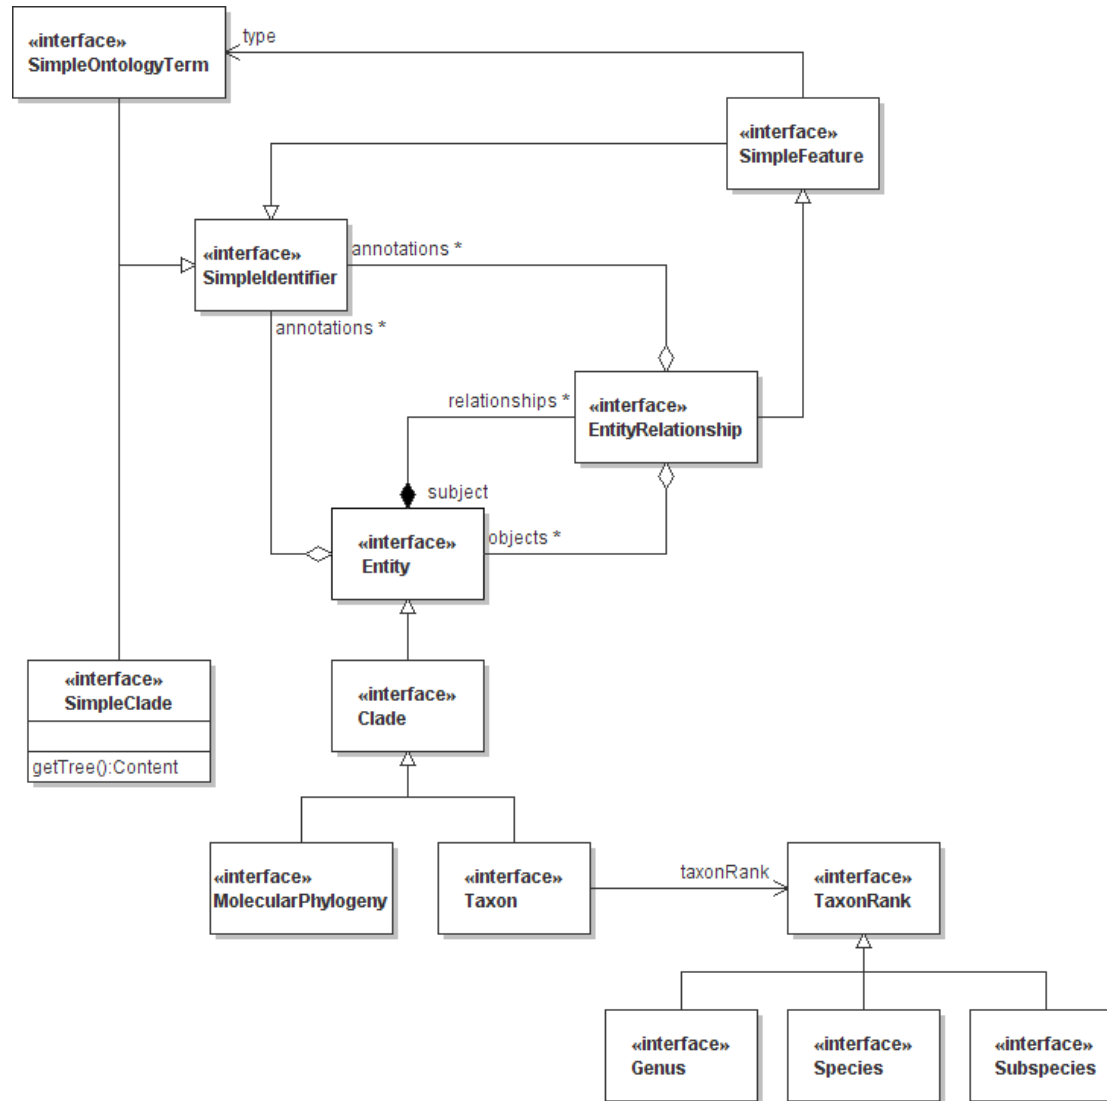 «interface»
SimpleOntologyTerm
type
«interface»
SimpleFeature
«interface»
SimpleIdentifier
annotations *
annotations *
relationships *
«interface»
EntityRelationship
subject
«interface»
Entity
objects *
«interface»
SimpleClade
getTree():Content
«interface»
Clade
«interface»
MolecularPhylogeny
«interface»
Taxon
taxonRank
«interface»
TaxonRank
«interface»
Genus
«interface»
Species
«interface»
Subspecies